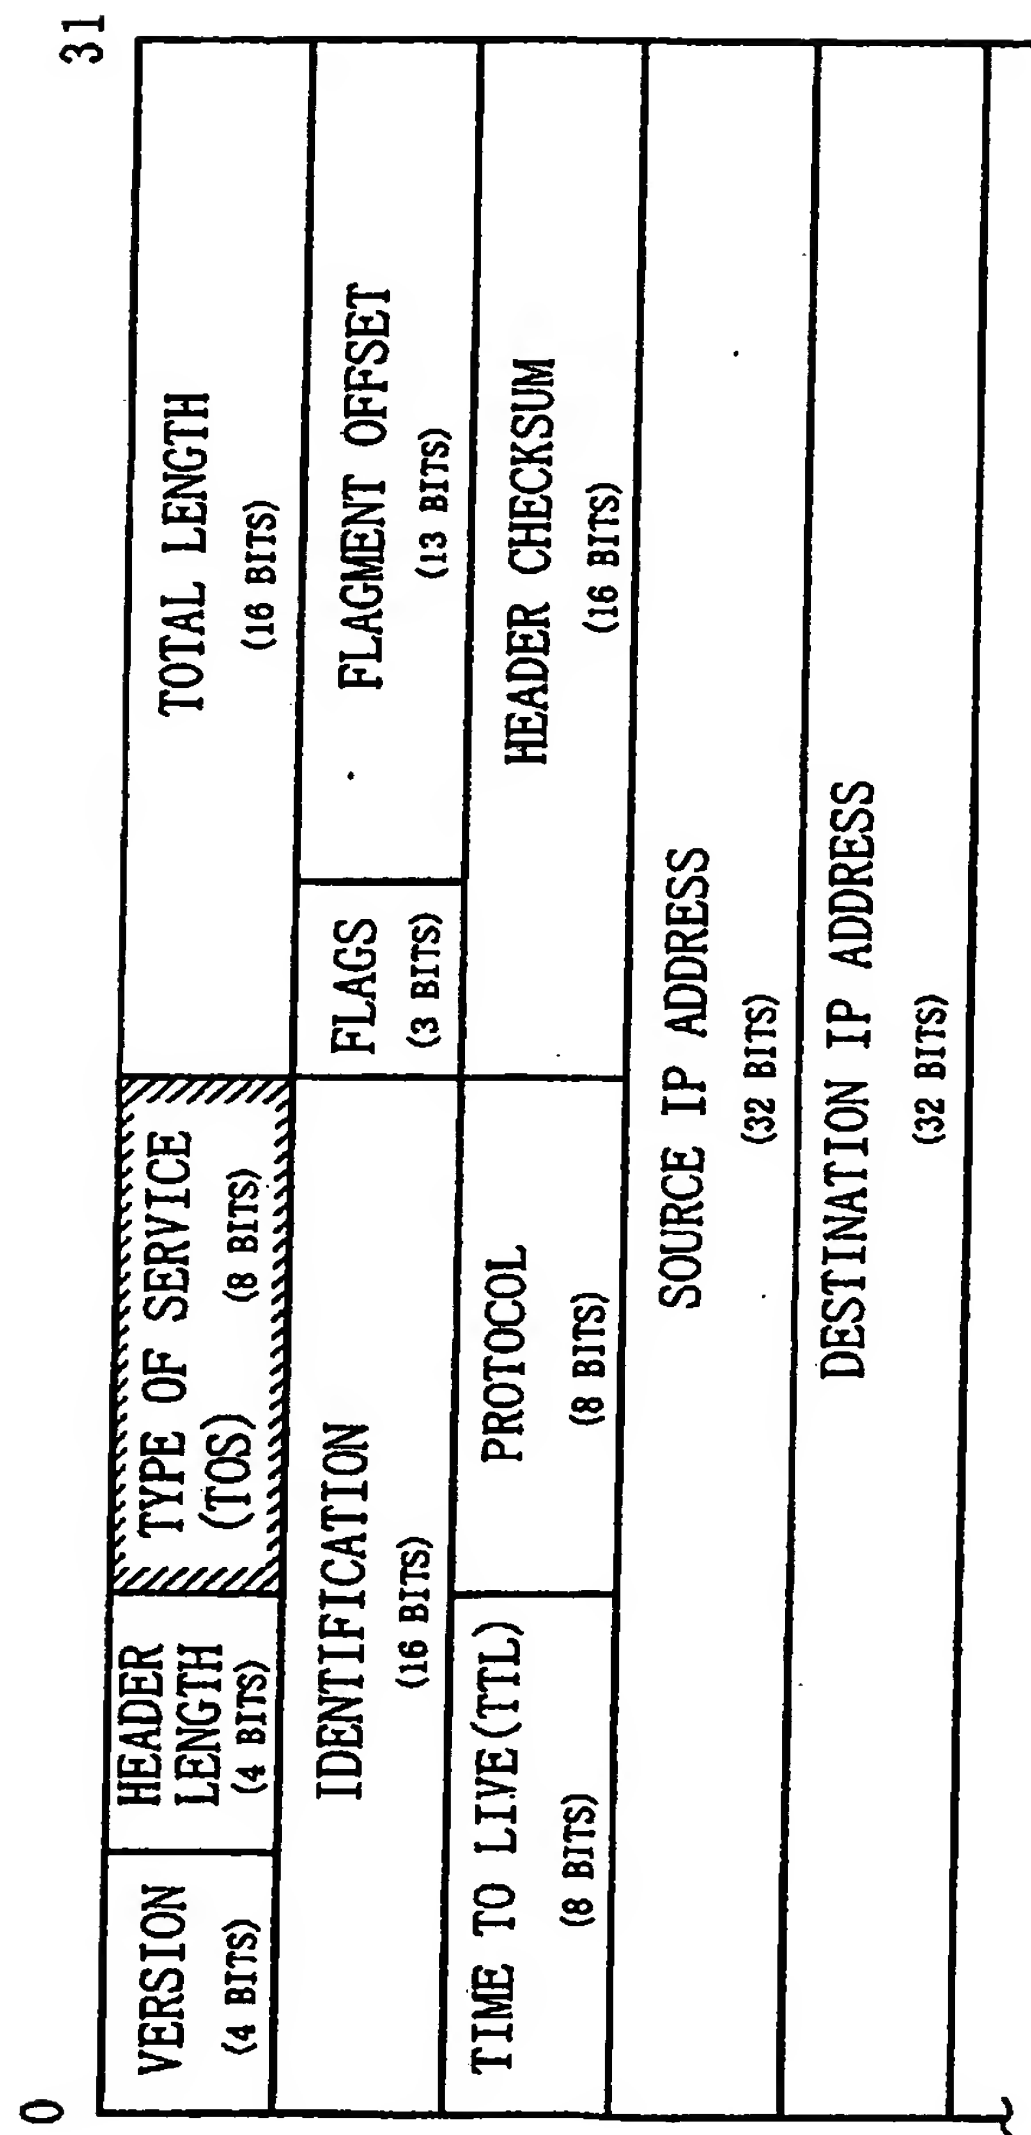 0
31
VERSION
(4 BITS)
HEADER
LENGTH
(4 BITS)
TYPE OF SERVICE
(TOS)
(8 BITS)
TOTAL LENGTH
(16 BITS)
IDENTIFICATION
(16 BITS)
FLAGS
(3 BITS)
FLAGMENT OFFSET
(13 BITS)
TIME TO LIVE(TTL)
(8 BITS)
PROTOCOL
(8 BITS)
HEADER CHECKSUM
(16 BITS)
SOURCE IP ADDRESS
(32 BITS)
DESTINATION IP ADDRESS
(32 BITS)